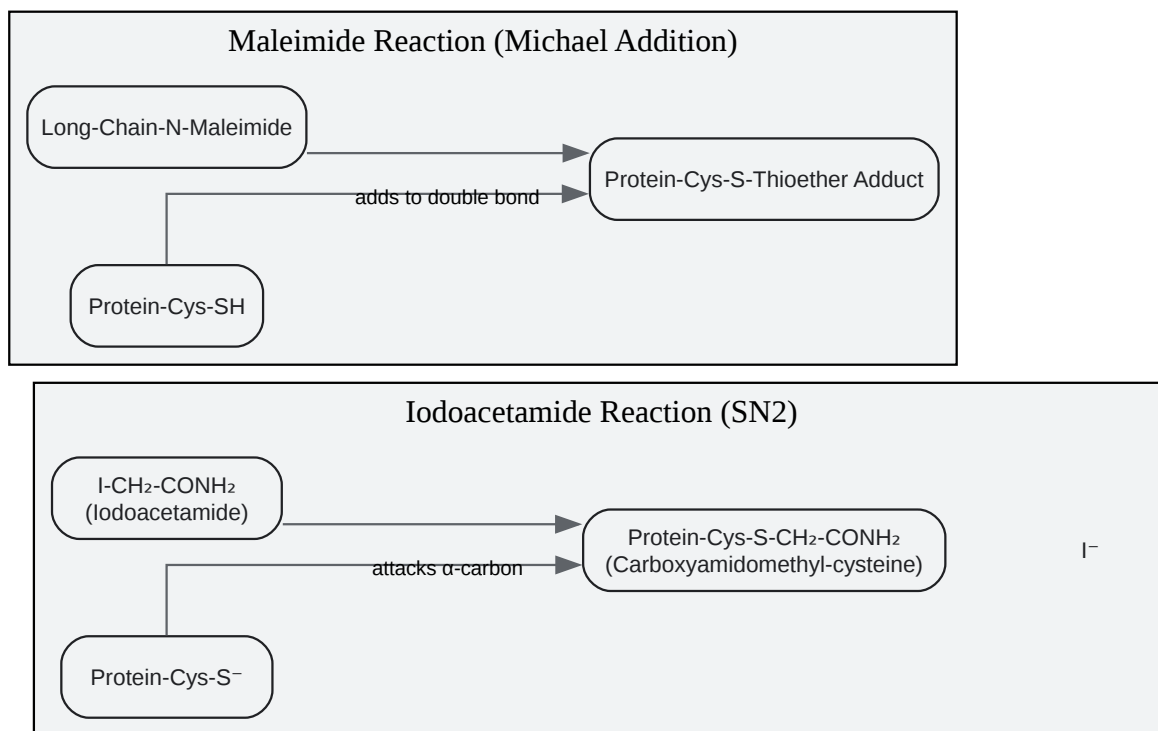 Maleimide Reaction (Michael Addition)
Long-Chain-N-Maleimide
Protein-Cys-S-Thioether Adduct
adds to double bond
Protein-Cys-SH
Iodoacetamide Reaction (SN2)
I-CH₂-CONH₂
(Iodoacetamide)
Protein-Cys-S-CH₂-CONH₂
(Carboxyamidomethyl-cysteine)
I⁻
attacks α-carbon
Protein-Cys-S⁻